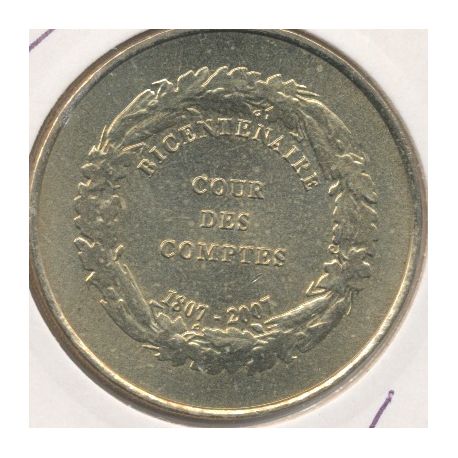 BICENTENAIRE
COUR
DES
COMPTES
1807 - 2007